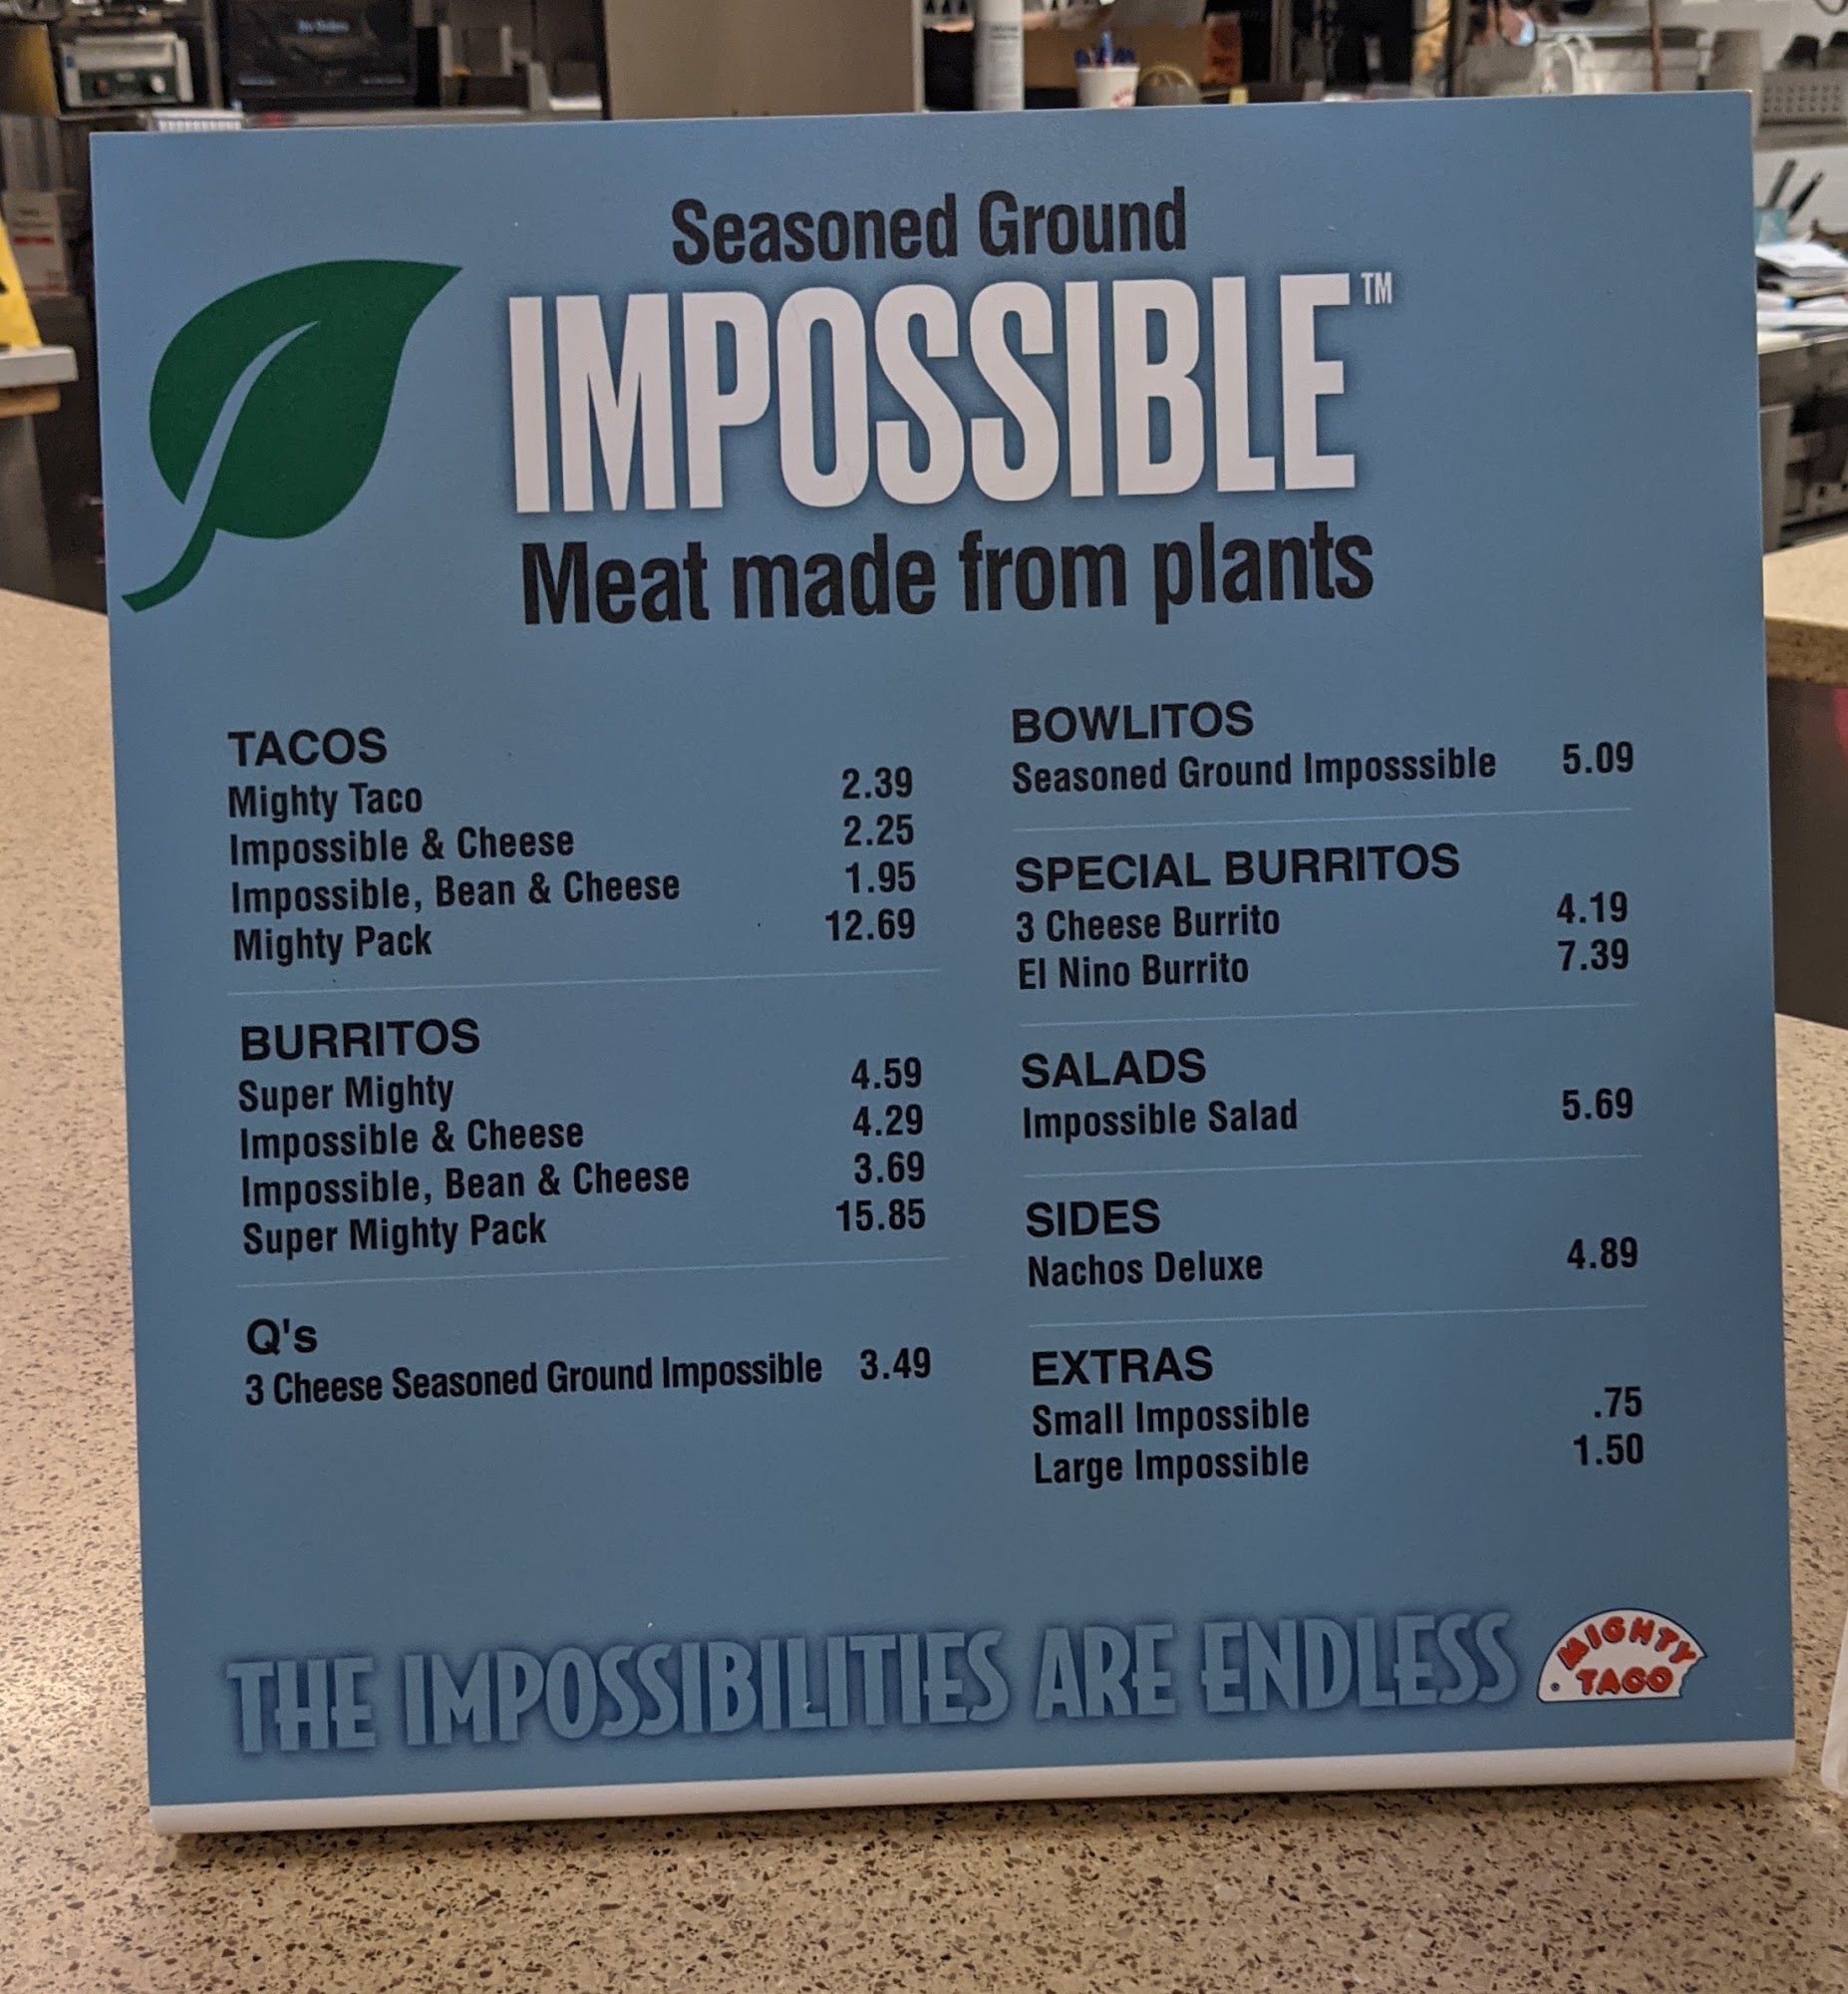 Seasoned Ground
IMPOSSIBLE™
Meat made from plants
TACOS
Mighty Taco 2.39
Impossible & Cheese 2.25
Impossible, Bean & Cheese 1.95
Mighty Pack 12.69
BURRITOS
Super Mighty 4.59
Impossible & Cheese 4.29
Impossible, Bean & Cheese 3.69
Super Mighty Pack 15.85
Q's
3 Cheese Seasoned Ground Impossible 3.49
BOWLITOS
Seasoned Ground Imposssible 5.09
SPECIAL BURRITOS
3 Cheese Burrito 4.19
El Nino Burrito 7.39
SALADS
Impossible Salad 5.69
SIDES
Nachos Deluxe 4.89
EXTRAS
Small Impossible .75
Large Impossible 1.50
THE IMPOSSIBILITIES ARE ENDLESS
MIGHTY
TACO